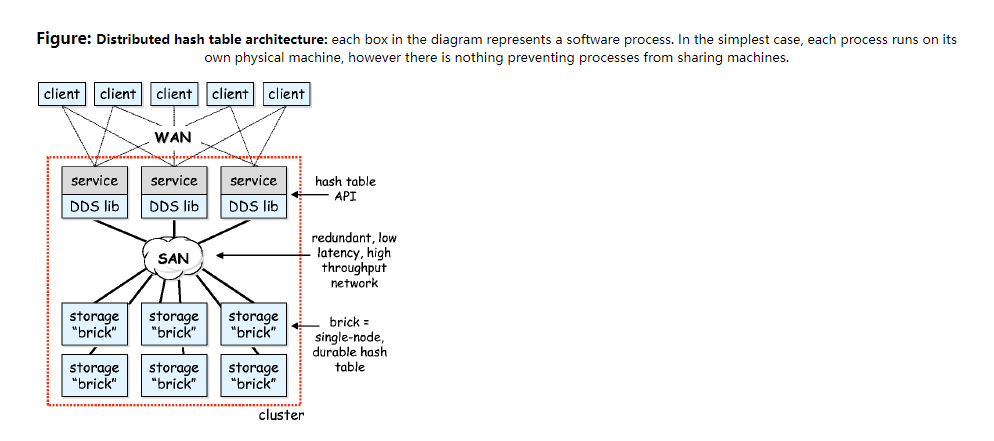 Figure: Distributed hash table architecture: each box in the diagram represents a software process. In the simplest case, each process runs on its
own physical machine, however there is nothing preventing processes from sharing machines.
client client client client client
WAN
service service service
DDS lib DDS lib DDS lib
hash table
API
SAN
redundant, low
latency, high
throughput
network
storage storage storage
"brick" "brick" "brick"
brick =
single-node,
durable hash
table
storage storage storage
"brick" "brick" "brick"
cluster